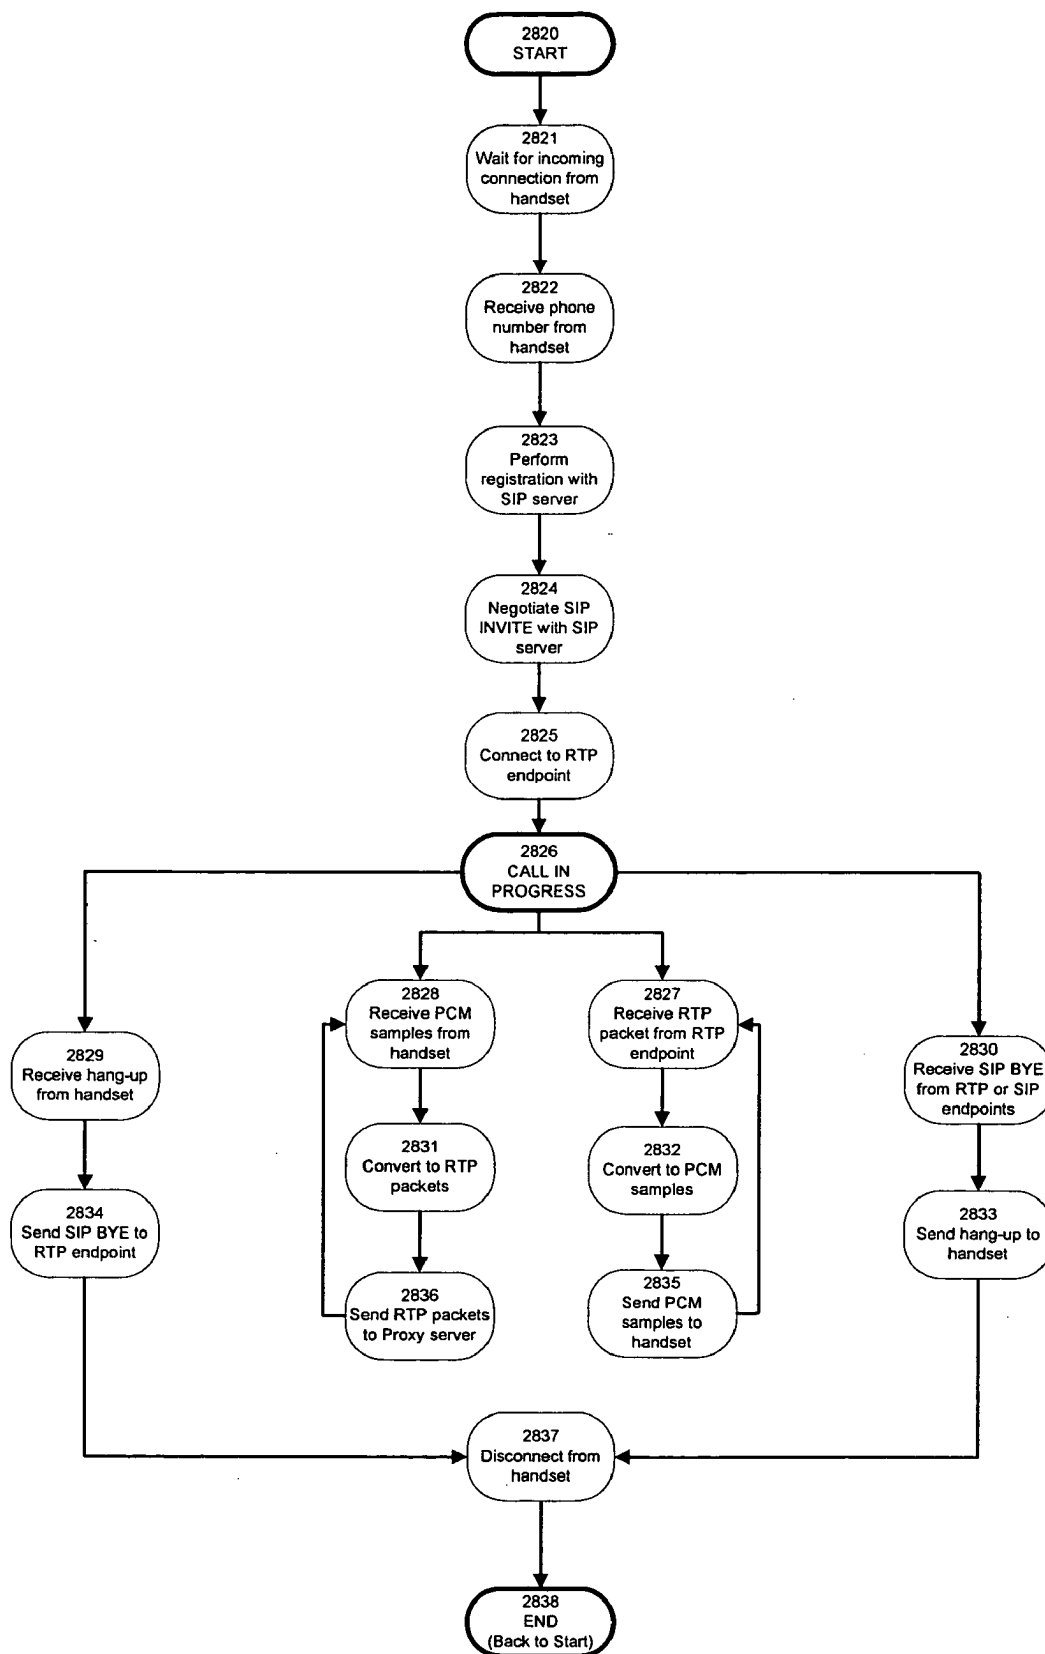 2820
START
2821
Wait for incoming
connection from
handset
2822
Receive phone
number from
handset
2823
Perform
registration with
SIP server
2824
Negotiate SIP
INVITE with SIP
server
2825
Connect to RTP
endpoint
2826
CALL IN
PROGRESS
2828
Receive PCM
samples from
handset
2827
Receive RTP
packet from RTP
endpoint
2829
Receive hang-up
from handset
2830
Receive SIP BYE
from RTP or SIP
endpoints
2831
Convert to RTP
packets
2832
Convert to PCM
samples
2834
Send SIP BYE to
RTP endpoint
2833
Send hang-up to
handset
2836
Send RTP packets
to Proxy server
2835
Send PCM
samples to
handset
2837
Disconnect from
handset
2838
END
(Back to Start)